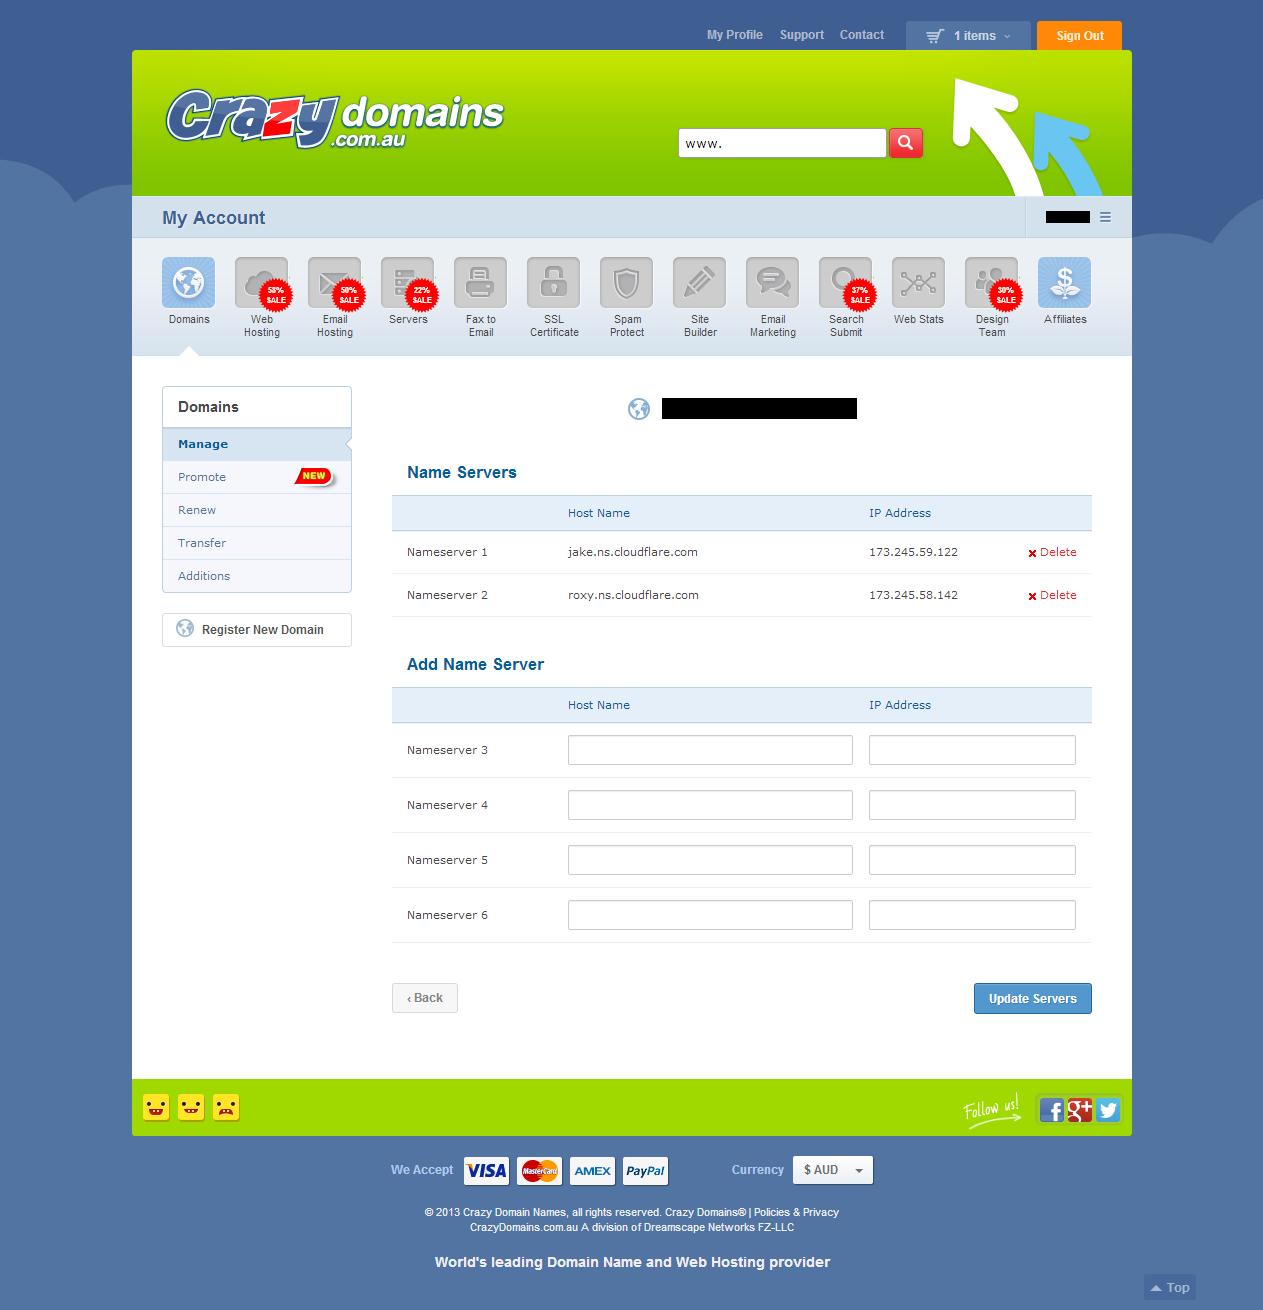 My Profile Support Contact 1 items Sign Out
Crazy domains
.com.au
www.
My Account
58% SALE 50% SALE 22% SALE 37% SALE 30% SALE
Domains Web Hosting Email Hosting Servers Fax to Email SSL Certificate Spam Protect Site Builder Email Marketing Search Submit Web Stats Design Team Affiliates
Domains
Manage
Promote NEW
Renew
Transfer
Additions
Register New Domain
Name Servers
Host Name IP Address
Nameserver 1 jake.ns.cloudflare.com 173.245.59.122 Delete
Nameserver 2 roxy.ns.cloudflare.com 173.245.58.142 Delete
Add Name Server
Host Name IP Address
Nameserver 3
Nameserver 4
Nameserver 5
Nameserver 6
‹ Back Update Servers
Follow us!
We Accept VISA MasterCard AMEX PayPal Currency $ AUD
© 2013 Crazy Domain Names, all rights reserved. Crazy Domains® | Policies & Privacy
CrazyDomains.com.au A division of Dreamscape Networks FZ-LLC
World's leading Domain Name and Web Hosting provider
Top